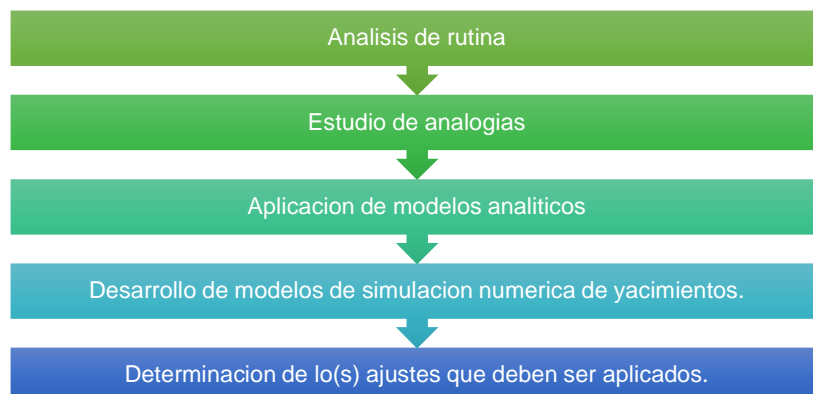 Analisis de rutina
Estudio de analogias
Aplicacion de modelos analiticos
Desarrollo de modelos de simulacion numerica de yacimientos.
Determinacion de lo(s) ajustes que deben ser aplicados.